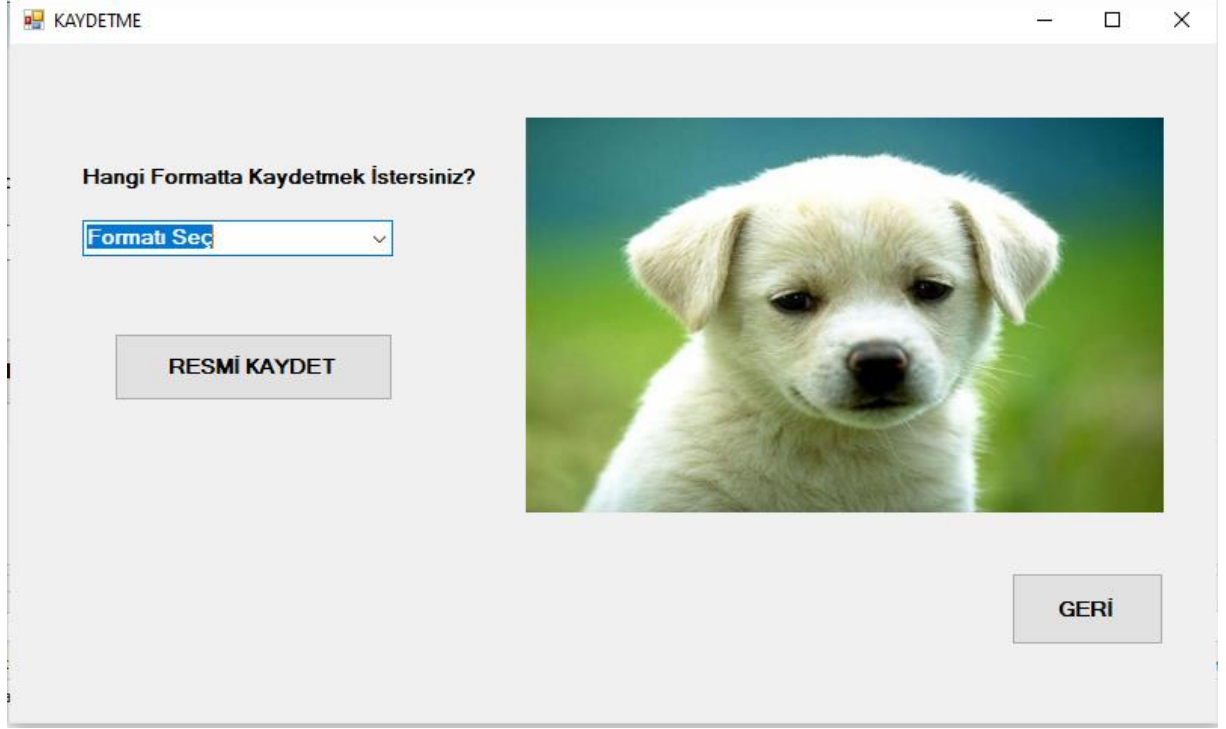 KAYDETME
Hangi Formatta Kaydetmek İstersiniz?
Formatı Seç
RESMİ KAYDET
GERİ